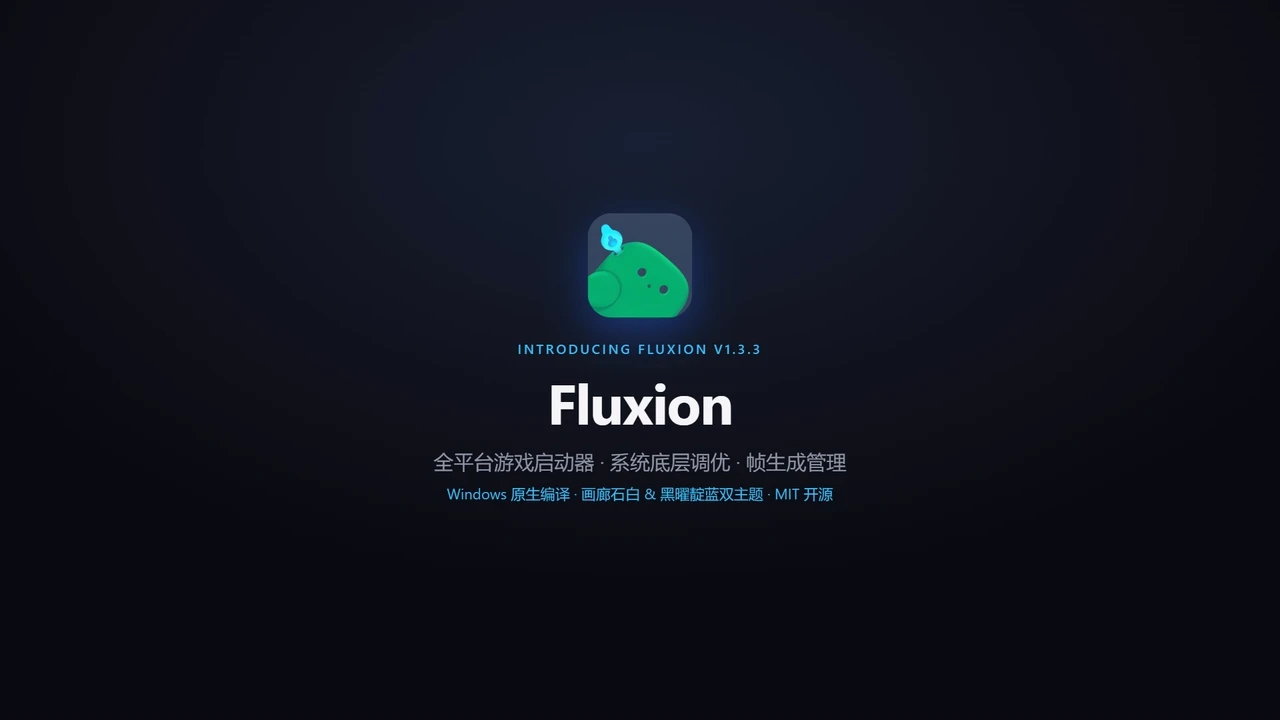 INTRODUCING FLUXION V1.3.3
Fluxion
全平台游戏启动器 · 系统底层调优 · 帧生成管理
Windows 原生编译 · 画廊石白 & 黑曜靛蓝双主题 · MIT 开源